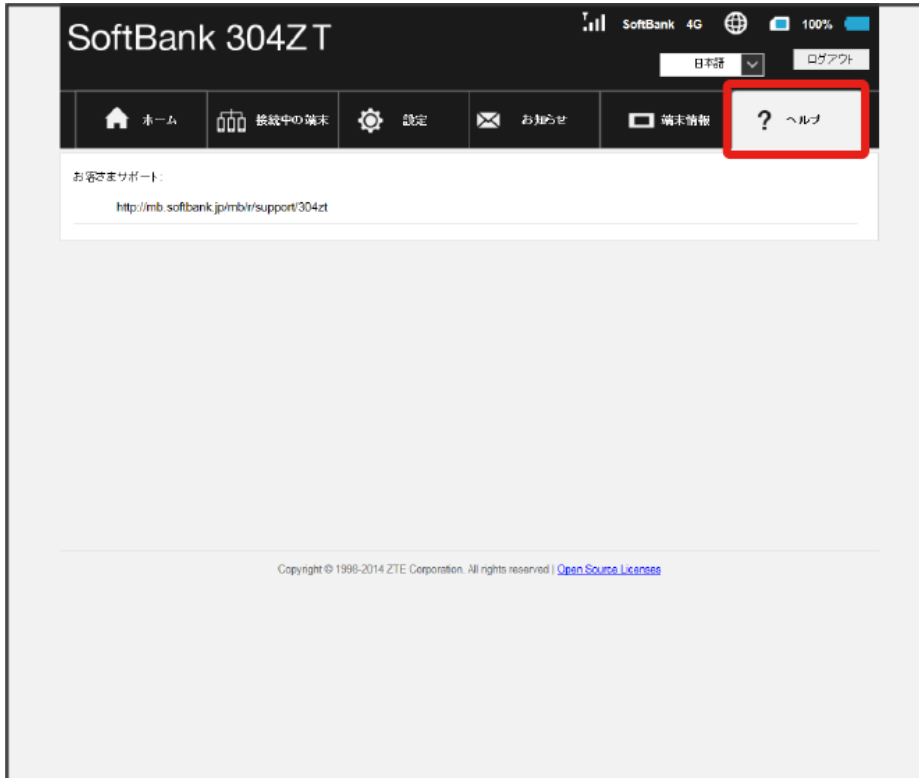 SoftBank 304ZT
SoftBank 4G 100%
日本語 ログアウト
ホーム 接続中の端末 設定 お知らせ 端末情報 ? ヘルプ
お客さまサポート:
http://mb.softbank.jp/mb/r/support/304zt
Copyright © 1998-2014 ZTE Corporation. All rights reserved | Open Source Licenses